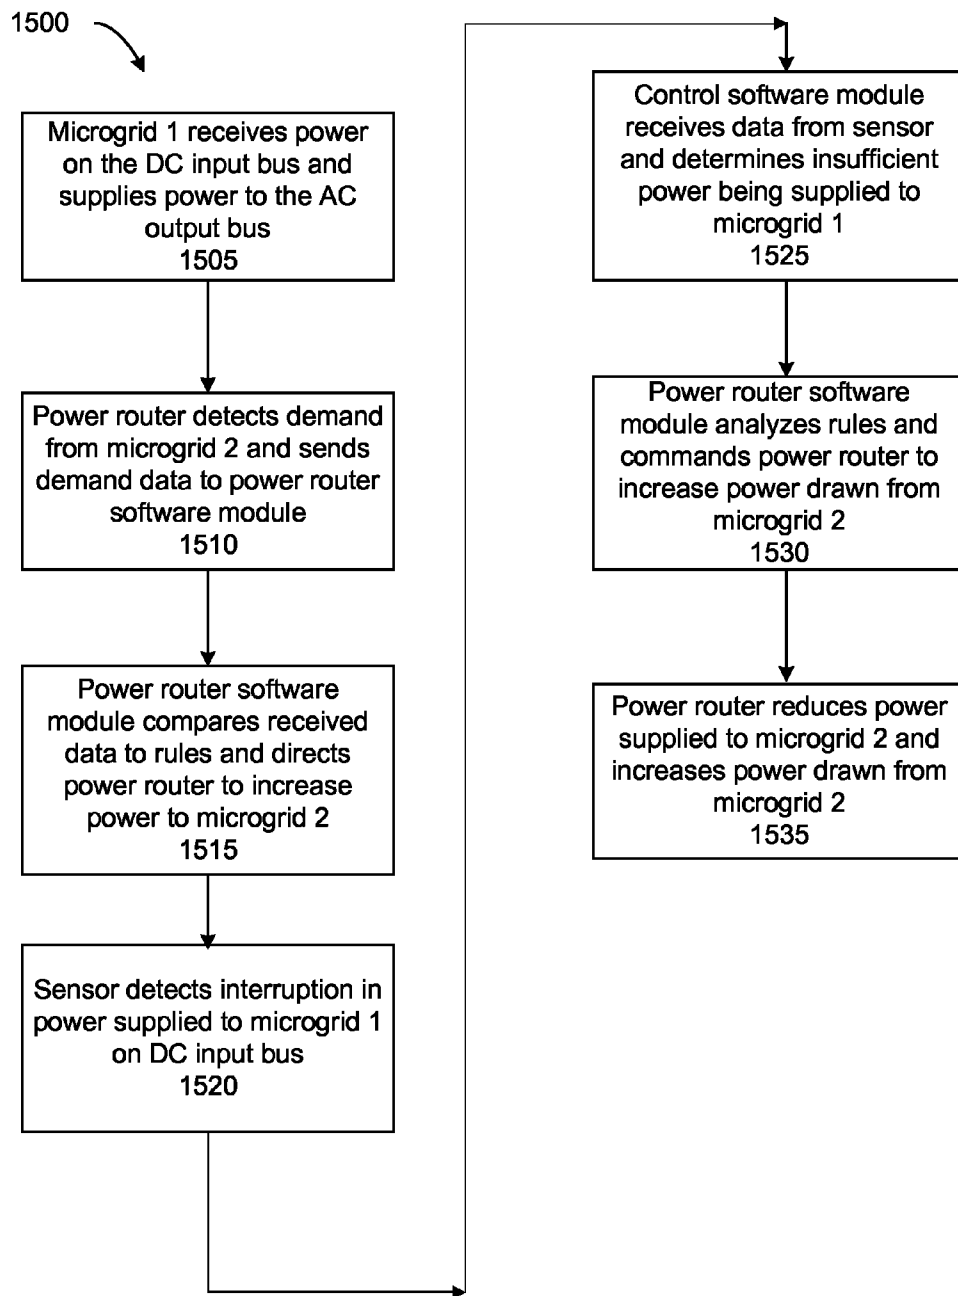 1500
Microgrid 1 receives power
on the DC input bus and
supplies power to the AC
output bus
1505
Power router detects demand
from microgrid 2 and sends
demand data to power router
software module
1510
Power router software
module compares received
data to rules and directs
power router to increase
power to microgrid 2
1515
Sensor detects interruption in
power supplied to microgrid 1
on DC input bus
1520
Control software module
receives data from sensor
and determines insufficient
power being supplied to
microgrid 1
1525
Power router software
module analyzes rules and
commands power router to
increase power drawn from
microgrid 2
1530
Power router reduces power
supplied to microgrid 2 and
increases power drawn from
microgrid 2
1535